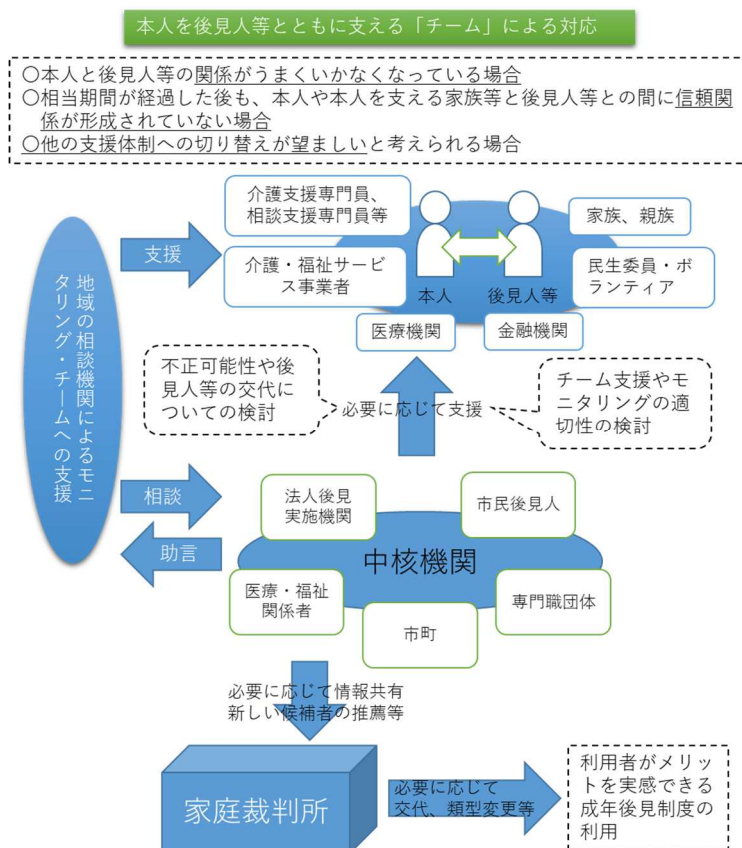 本人を後見人等とともに支える「チーム」による対応
〇本人と後見人等の関係がうまくいかなくなっている場合
〇相当期間が経過した後も、本人や本人を支える家族等と後見人等との間に信頼関
係が形成されていない場合
〇他の支援体制への切り替えが望ましいと考えられる場合
地域の相談機関によるモニ
タリング・チームへの支援
支援
介護支援専門員、
相談支援専門員等
介護・福祉サービ
ス事業者
本人
後見人等
家族、親族
民生委員・ボ
ランティア
医療機関
金融機関
不正可能性や後
見人等の交代に
ついての検討
必要に応じて支援
チーム支援やモ
ニタリングの適
切性の検討
相談
助言
法人後見
実施機関
市民後見人
中核機関
医療・福祉
関係者
市町
専門職団体
必要に応じて情報共有
新しい候補者の推薦等
家庭裁判所
必要に応じて
交代、類型変更等
利用者がメリッ
トを実感できる
成年後見制度の
利用